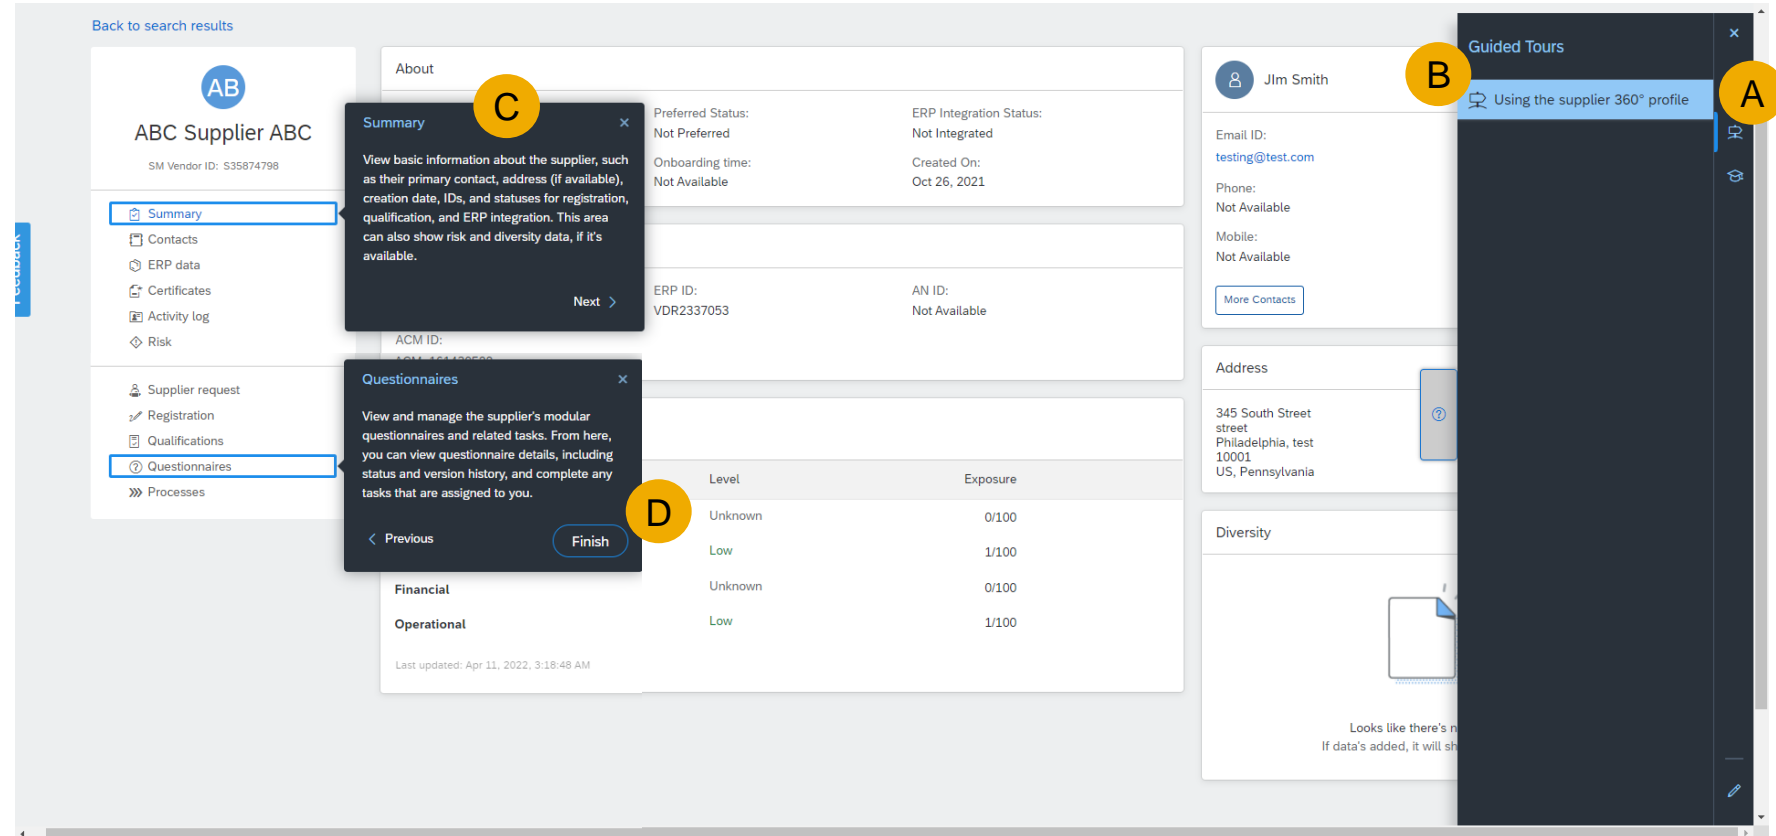 Back to search results
AB
ABC Supplier ABC
SM Vendor ID: S35874798
Summary
Contacts
ERP data
Certificates
Activity log
Risk
Supplier request
Registration
Qualifications
Questionnaires
Processes
Feedback
About
Preferred Status:
Not Preferred
ERP Integration Status:
Not Integrated
Onboarding time:
Not Available
Created On:
Oct 26, 2021
C
Summary
View basic information about the supplier, such
as their primary contact, address (if available),
creation date, IDs, and statuses for registration,
qualification, and ERP integration. This area
can also show risk and diversity data, if it's
available.
Next
ERP ID:
VDR2337053
AN ID:
Not Available
ACM ID:
Questionnaires
View and manage the supplier's modular
questionnaires and related tasks. From here,
you can view questionnaire details, including
status and version history, and complete any
tasks that are assigned to you.
Previous
Finish
D
Level
Exposure
Unknown
0/100
Low
1/100
Financial
Unknown
0/100
Operational
Low
1/100
Last updated: Apr 11, 2022, 3:18:48 AM
JIm Smith
Email ID:
testing@test.com
Phone:
Not Available
Mobile:
Not Available
More Contacts
Address
345 South Street
street
Philadelphia, test
10001
US, Pennsylvania
Diversity
Looks like there's
If data's added, it will
B
Guided Tours
Using the supplier 360° profile
A